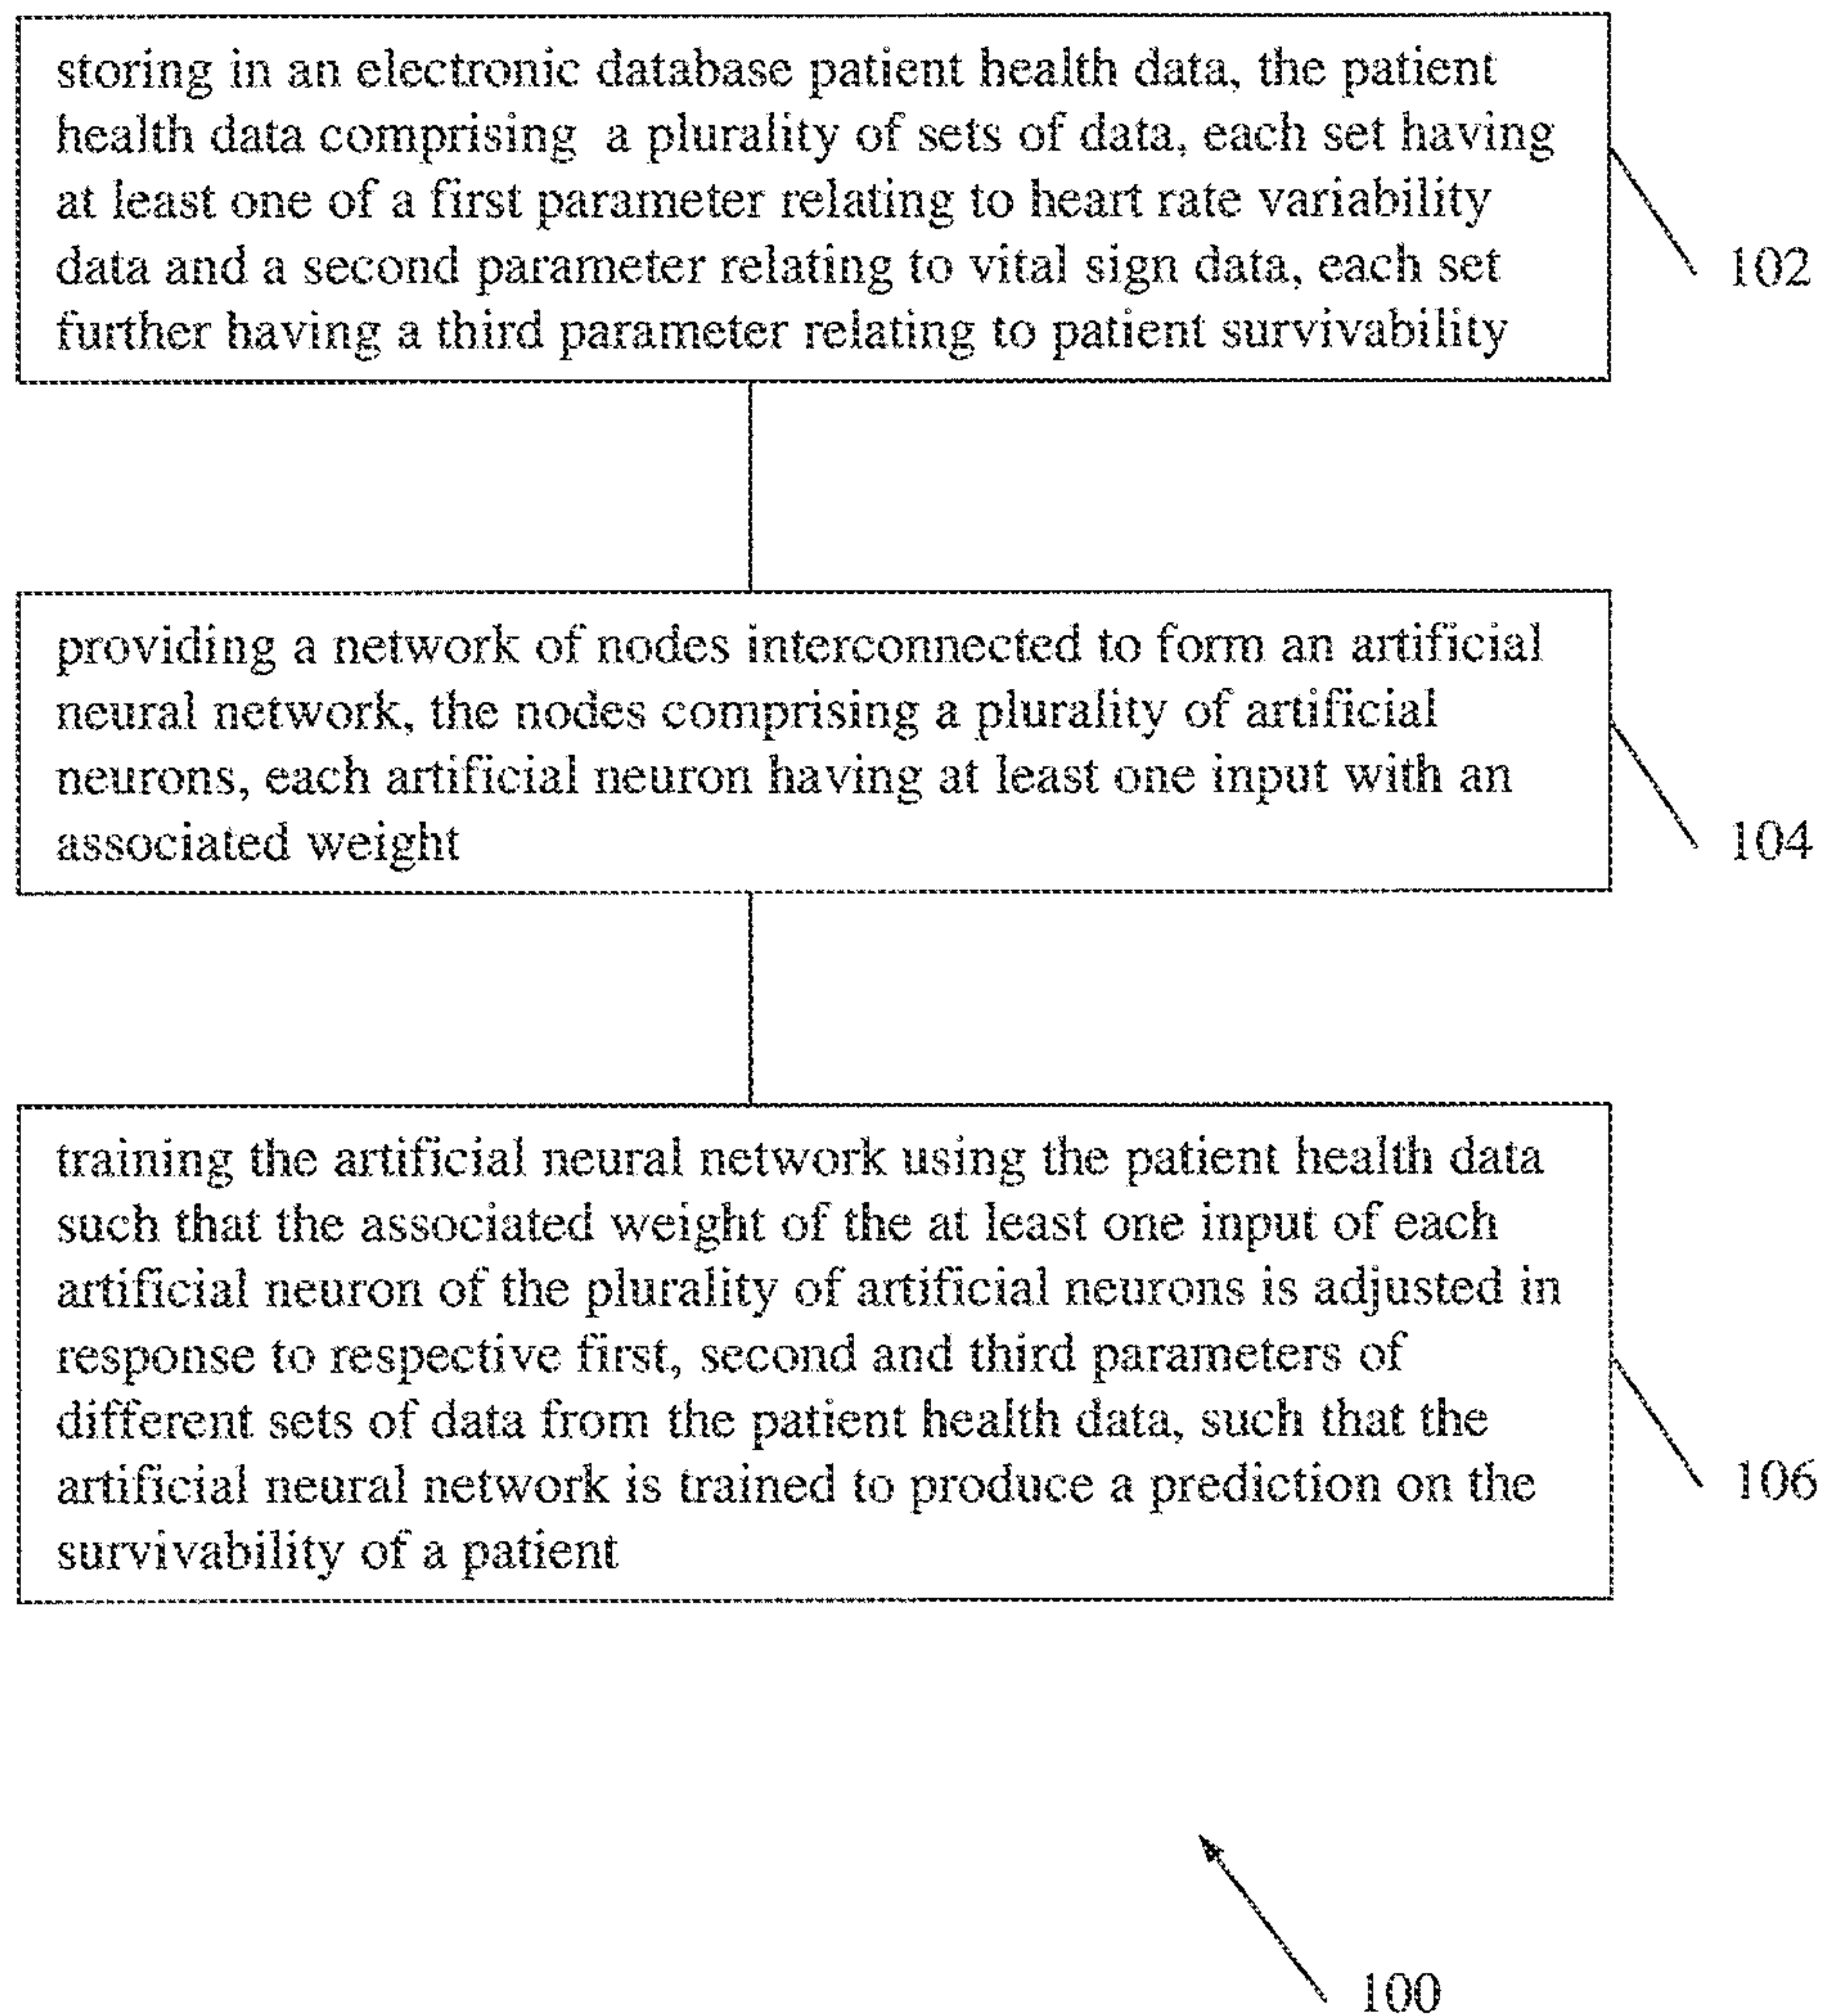 storing in an electronic database patient health data, the patient
health data comprising a plurality of sets of data, each set having
at least one of a first parameter relating to heart rate variability
data and a second parameter relating to vital sign data, each set
further having a third parameter relating to patient survivability
102
providing a network of nodes interconnected to form an artificial
neural network, the nodes comprising a plurality of artificial
neurons, each artificial neuron having at least one input with an
associated weight
104
training the artificial neural network using the patient health data
such that the associated weight of the at least one input of each
artificial neuron of the plurality of artificial neurons is adjusted in
response to respective first, second and third parameters of
different sets of data from the patient health data, such that the
artificial neural network is trained to produce a prediction on the
survivability of a patient
106
100